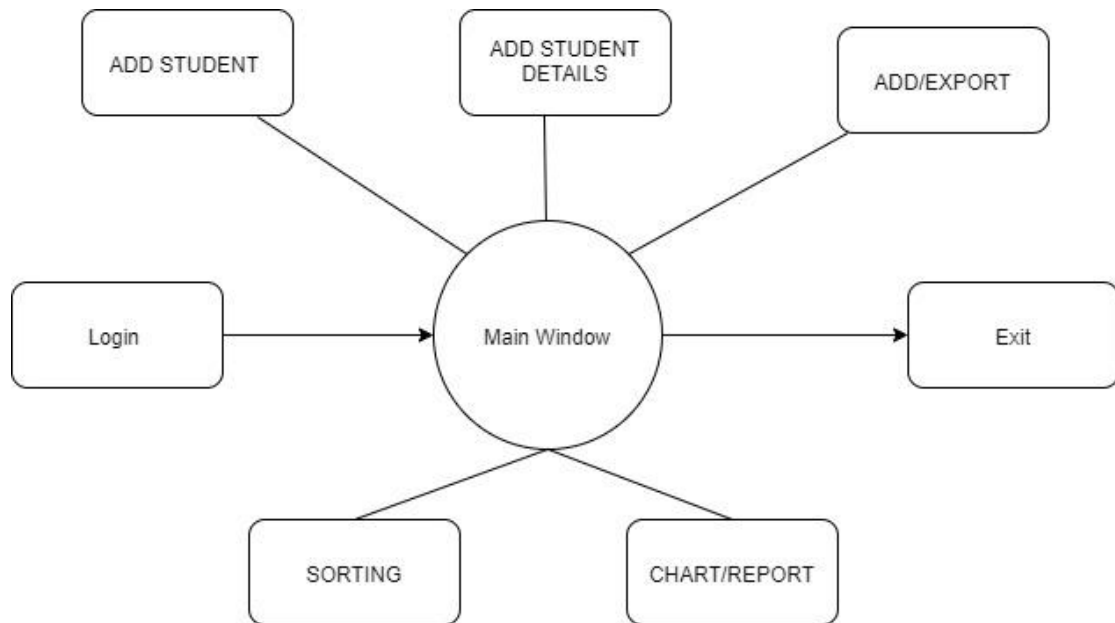 ADD STUDENT
ADD STUDENT
DETAILS
ADD/EXPORT
Login
Main Window
Exit
SORTING
CHART/REPORT